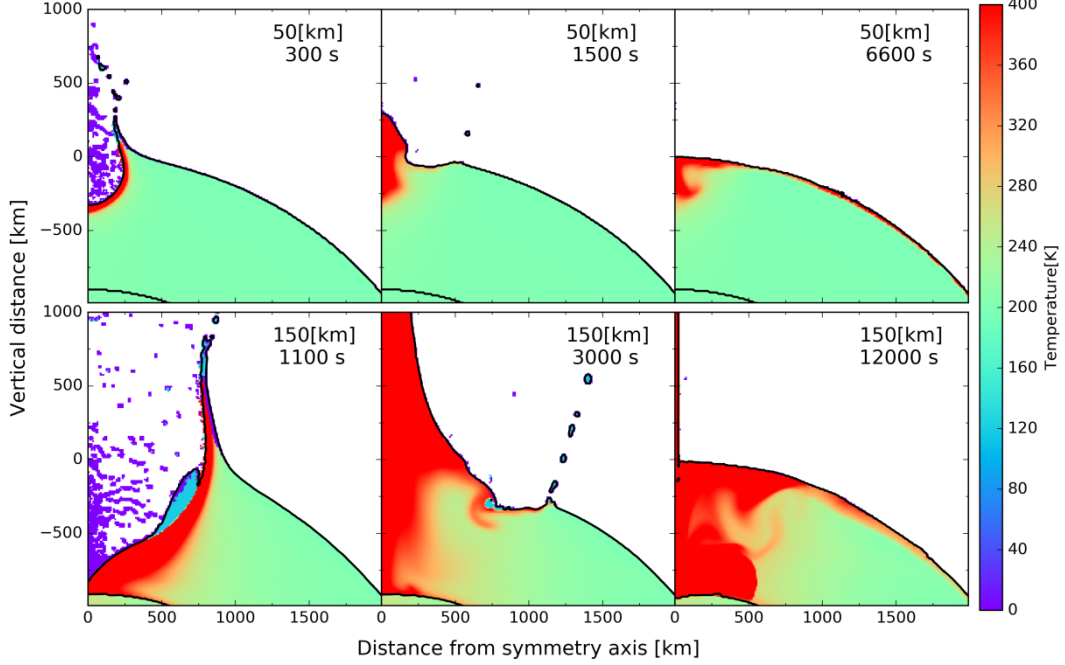 1000
500
0
−500
50[km]
300 s
50[km]
1500 s
50[km]
6600 s
1000
500
0
−500
150[km]
1100 s
150[km]
3000 s
150[km]
12000 s
0 500 1000 1500
0 500 1000 1500
0 500 1000 1500
Vertical distance [km]
Distance from symmetry axis [km]
400
360
320
280
240
200
160
120
80
40
0
Temperature[K]